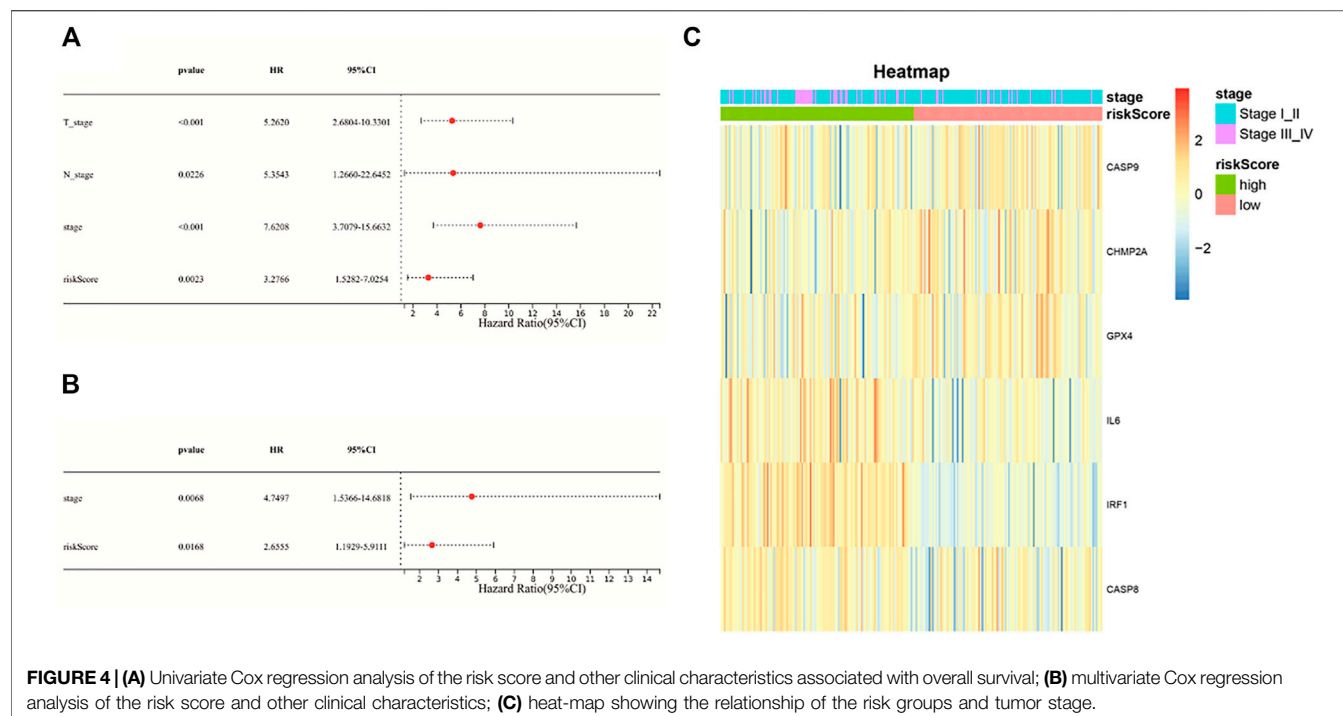 A
pvalue HR 95%CI
T_stage <0.001 5.2620 2.6804-10.3301
N_stage 0.0226 5.3543 1.2660-22.6452
stage <0.001 7.6208 3.7079-15.6632
riskScore 0.0023 3.2766 1.5282-7.0254
2 4 6 8 10 12 14 16 18 20 22
Hazard Ratio(95%CI)
B
pvalue HR 95%CI
stage 0.0068 4.7497 1.5366-14.6818
riskScore 0.0168 2.6555 1.1929-5.9111
2 3 4 5 6 7 8 9 10 11 12 13 14
Hazard Ratio(95%CI)
C
Heatmap
stage
riskScore
CASP9
CHMP2A
GPX4
IL6
IRF1
CASP8
2
0
−2
stage
Stage I_II
Stage III_IV
riskScore
high
low
FIGURE 4 | (A) Univariate Cox regression analysis of the risk score and other clinical characteristics associated with overall survival; (B) multivariate Cox regression
analysis of the risk score and other clinical characteristics; (C) heat-map showing the relationship of the risk groups and tumor stage.